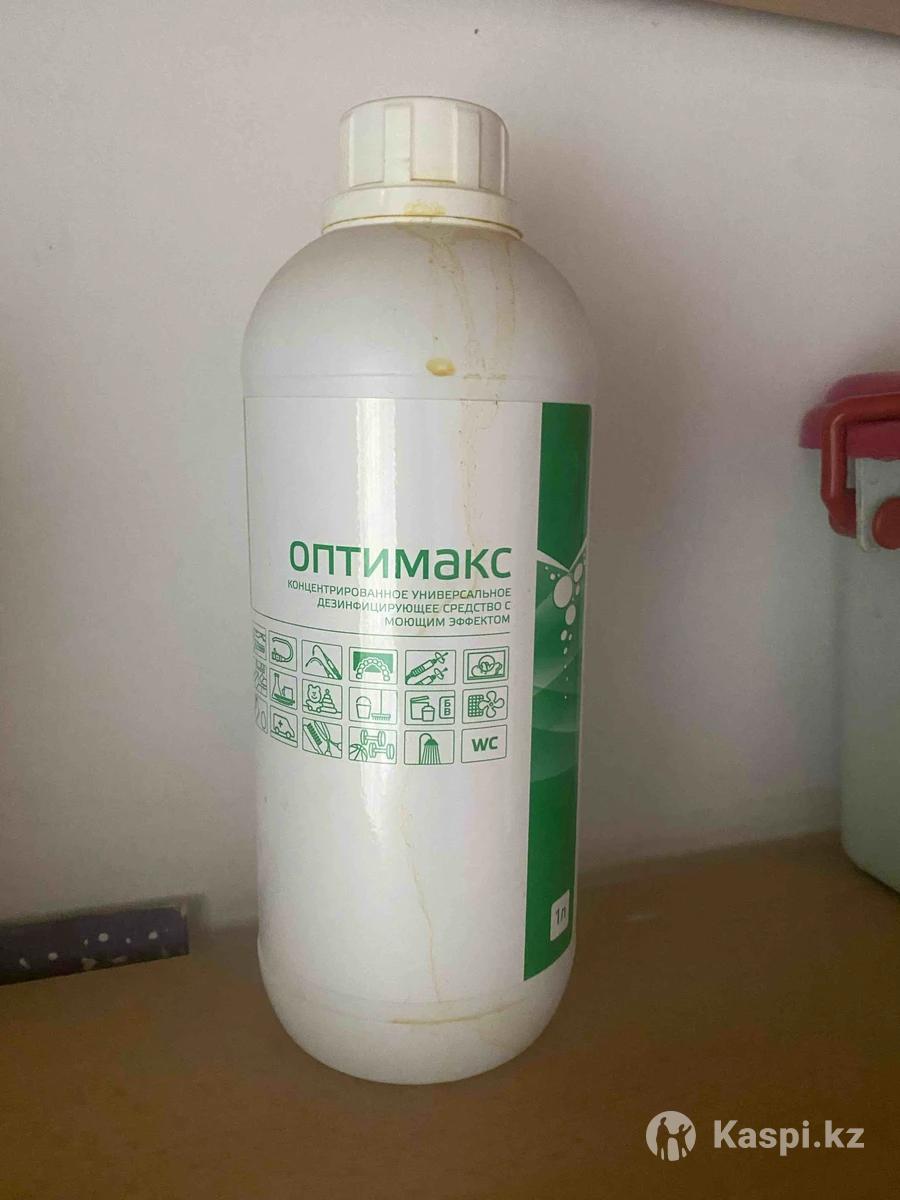 оптимакс
КОНЦЕНТРИРОВАННОЕ УНИВЕРСАЛЬНОЕ
ДЕЗИНФИЦИРУЮЩЕЕ СРЕДСТВО С
МОЮЩИМ ЭФФЕКТОМ
Б
В
WC
1л
Kaspi.kz